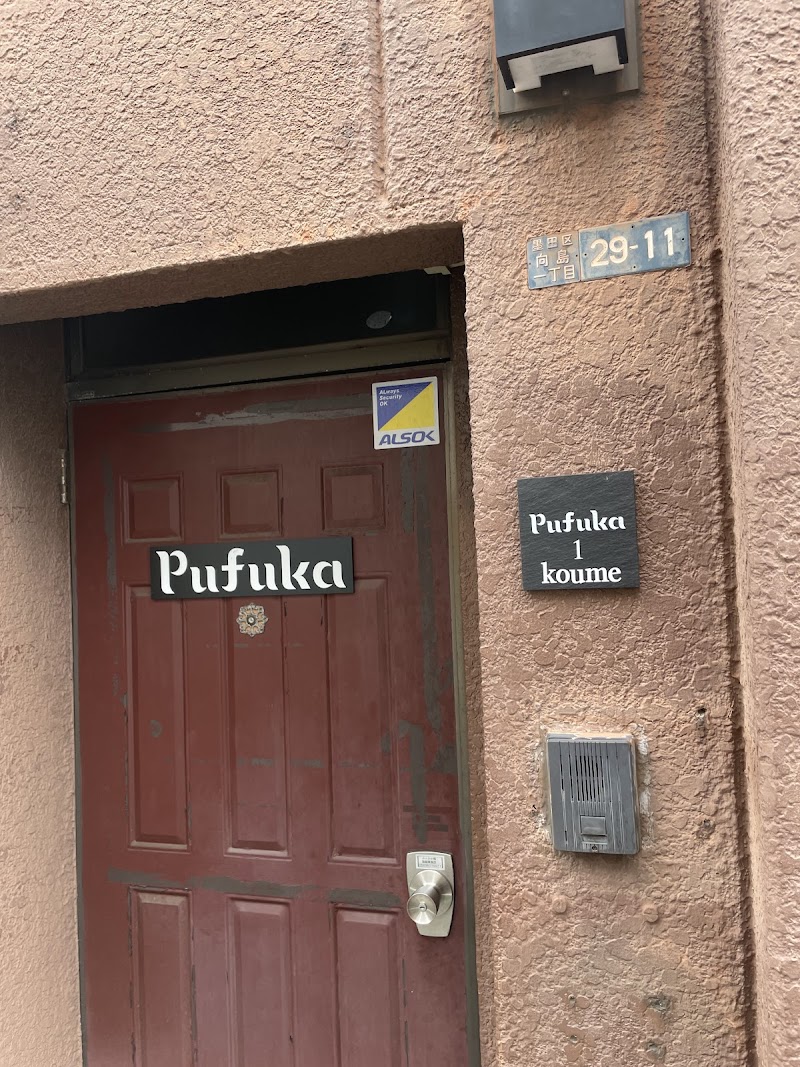 墨田区
向島
一丁目
29-11
ALways
Security
OK
ALSOK
Pufuka
1
koume
Pufuka